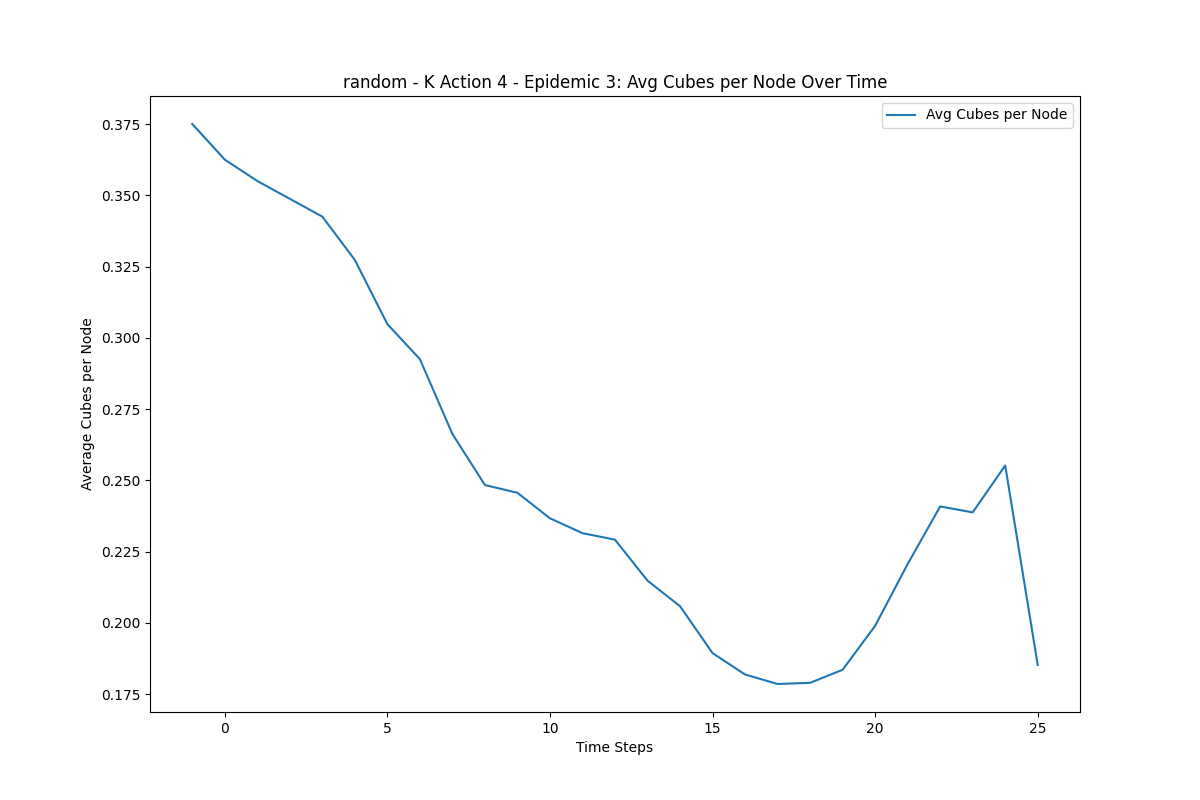 random - K Action 4 - Epidemic 3: Avg Cubes per Node Over Time
Avg Cubes per Node
Average Cubes per Node
0.375
0.350
0.325
0.300
0.275
0.250
0.225
0.200
0.175
0 5 10 15 20 25
Time Steps